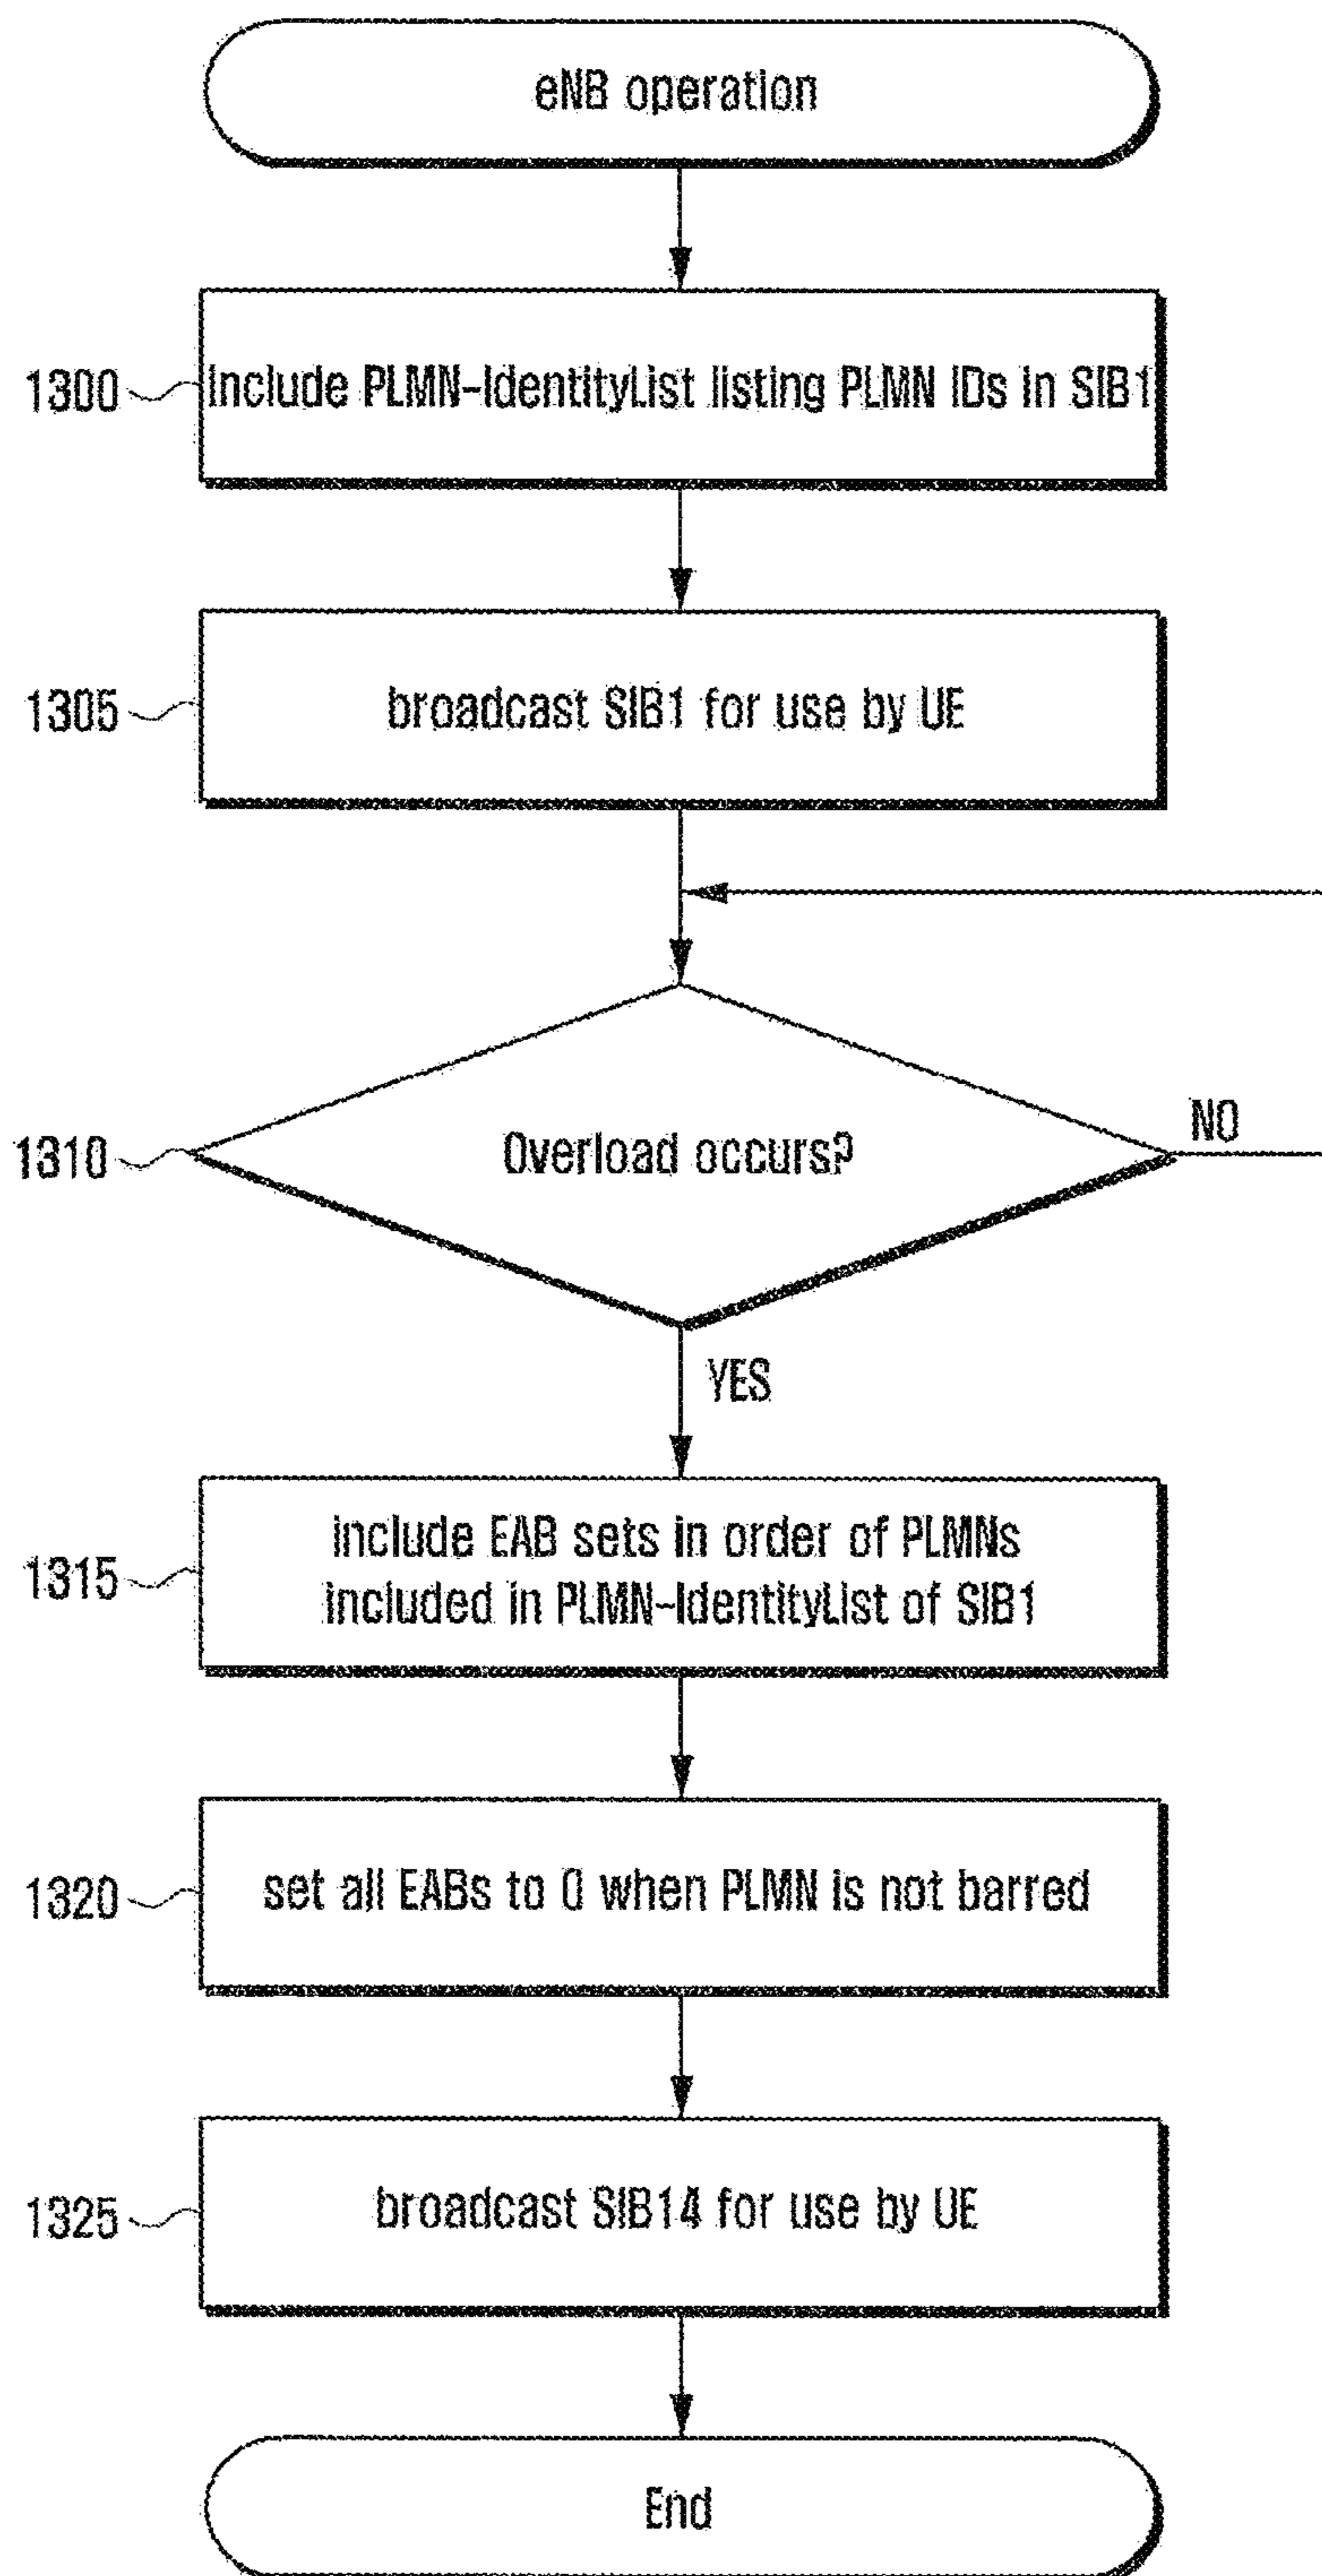 eNB operation
1300
include PLMN-IdentityList listing PLMN IDs in SIB1
1305
broadcast SIB1 for use by UE
1310
Overload occurs?
NO
YES
1315
include EAB sets in order of PLMNs
included in PLMN-IdentityList of SIB1
1320
set all EABs to 0 when PLMN is not barred
1325
broadcast SIB14 for use by UE
End